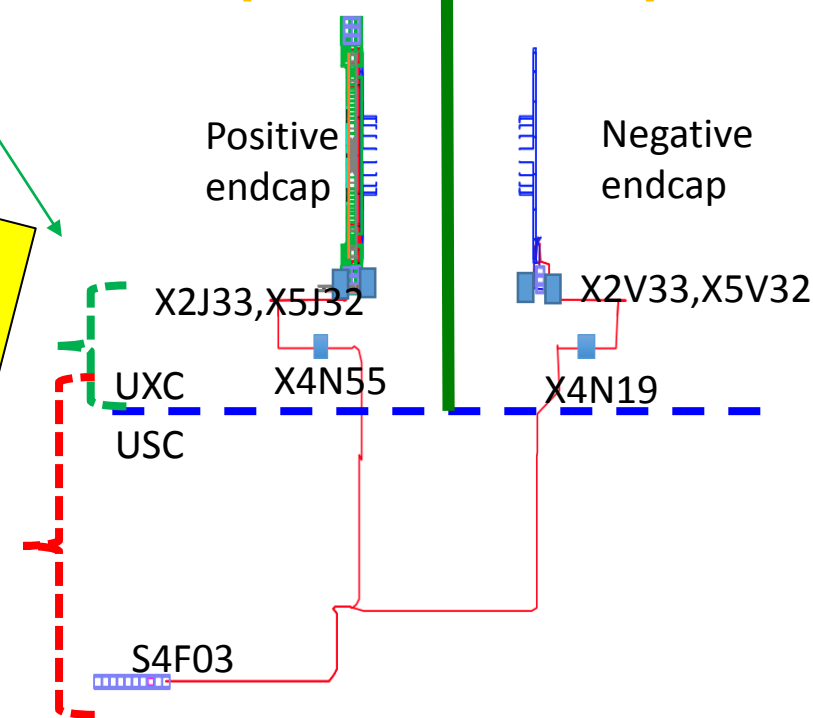 Positive
endcap
Negative
endcap
X2J33,X5J32
X2V33,X5V32
X4N55
X4N19
UXC
USC
S4F03